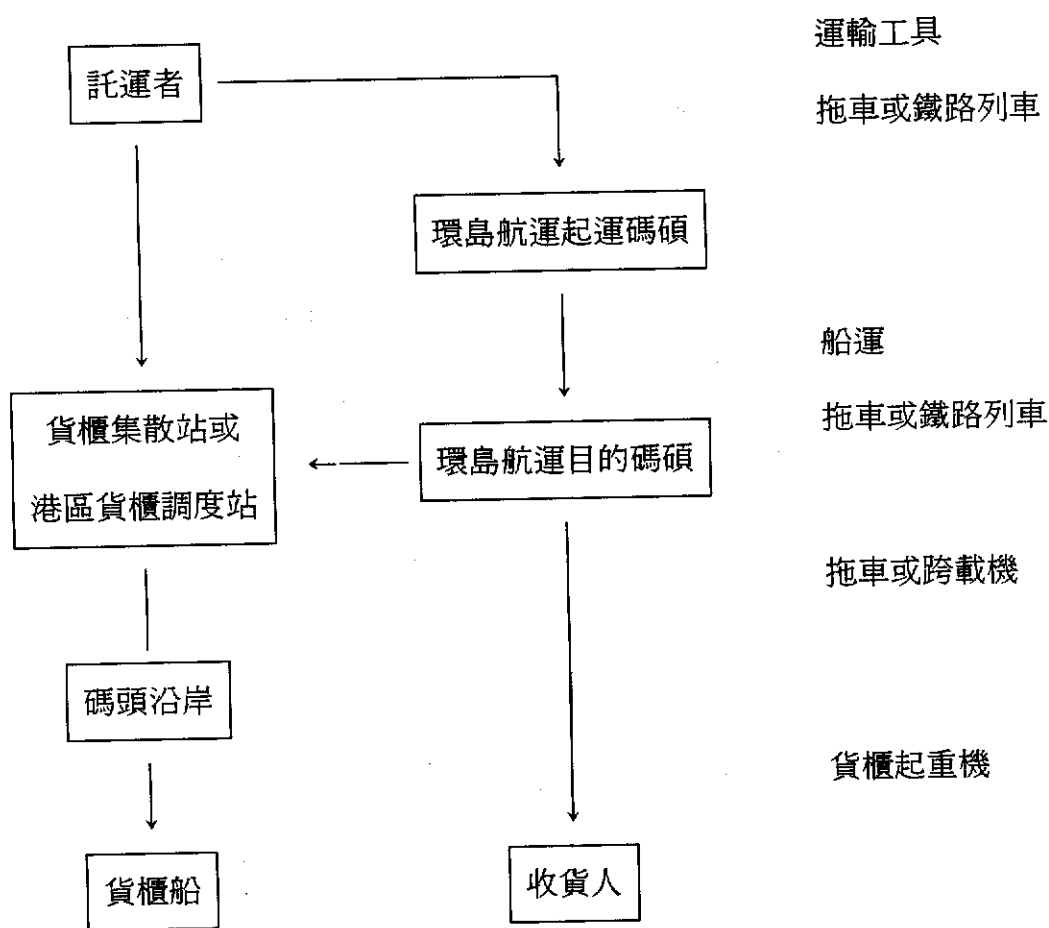 運輸工具
託運者
拖車或鐵路列車
環島航運起運碼碩
船運
貨櫃集散站或
港區貨櫃調度站
環島航運目的碼碩
拖車或鐵路列車
拖車或跨載機
碼頭沿岸
貨櫃起重機
貨櫃船
收貨人